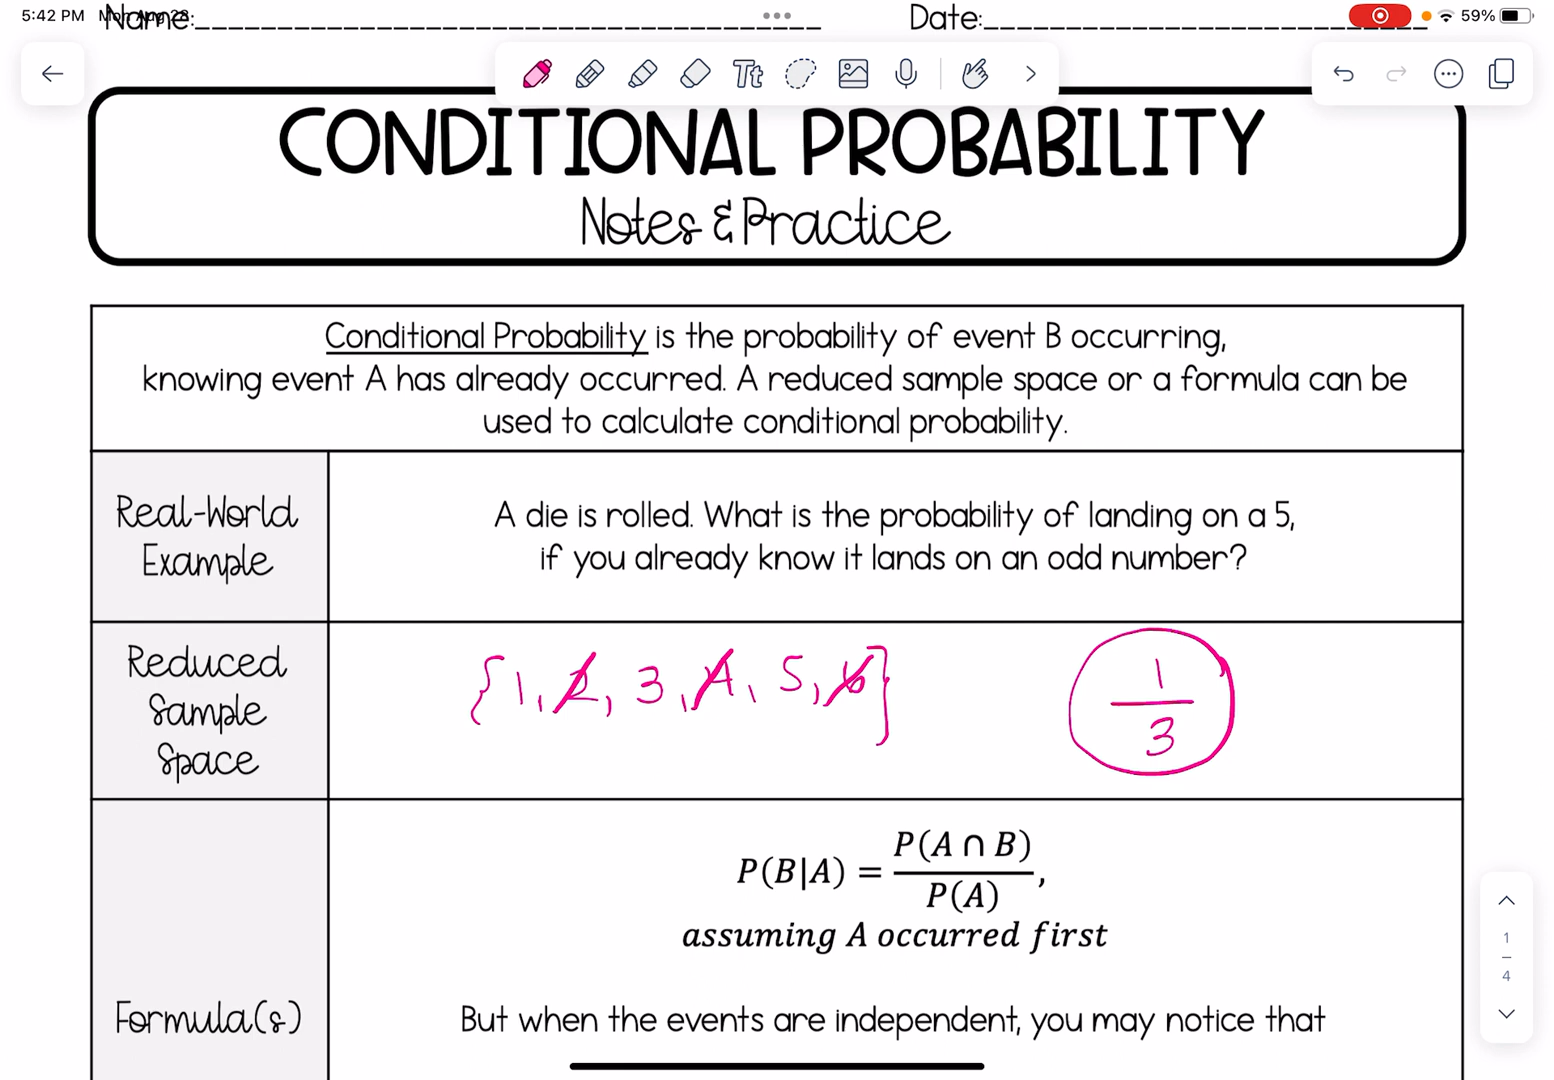 5:42 PM Mon Aug 28
59%
Name:
Date:
Tt
CONDITIONAL PROBABILITY
Notes & Practice
Conditional Probability is the probability of event B occurring,
knowing event A has already occurred. A reduced sample space or a formula can be
used to calculate conditional probability.
Real-World
Example
A die is rolled. What is the probability of landing on a 5,
if you already know it lands on an odd number?
Reduced
Sample
Space
{1, 2, 3, 4, 5, 6}
1
3
Formula(s)
P(B|A) = P(A ∩ B) / P(A),
assuming A occurred first
But when the events are independent, you may notice that
1
4